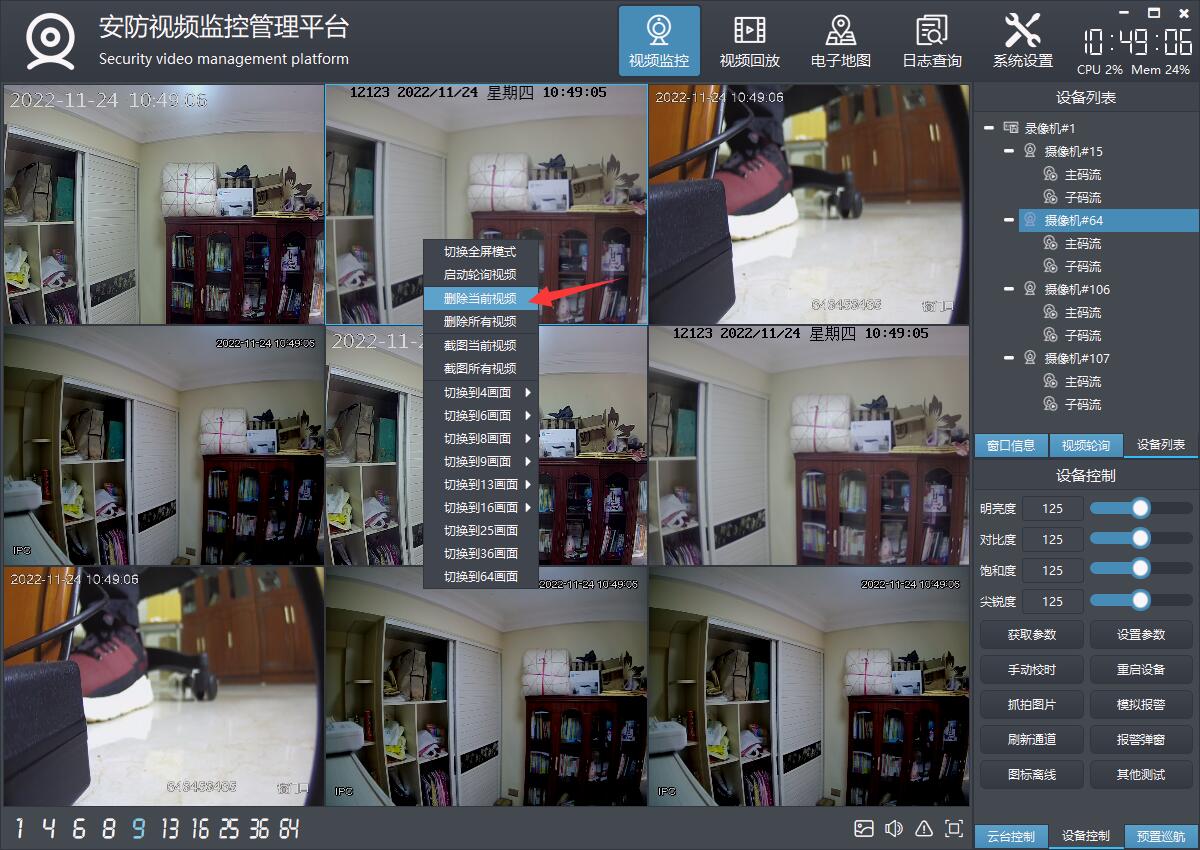 安防视频监控管理平台
Security video management platform
视频监控
视频回放
电子地图
日志查询
系统设置
10:49:06
CPU 2% Mem 24%
2022-11-24 10:49:06
12123 2022/11/24 星期四 10:49:05
2022-11-24 10:49:06
窗门口
2022-11-24 10:49:05
IPC
2022-11-2
12123 2022/11/24 星期四 10:49:05
2022-11-24 10:49:06
窗门口
2022-11-24 10:49:05
IPC
2022-11-24 10:49:05
IPC
切换全屏模式
启动轮询视频
删除当前视频
删除所有视频
截图当前视频
截图所有视频
切换到4画面
切换到6画面
切换到8画面
切换到9画面
切换到13画面
切换到16画面
切换到25画面
切换到36画面
切换到64画面
设备列表
录像机#1
摄像机#15
主码流
子码流
摄像机#64
主码流
子码流
摄像机#106
主码流
子码流
摄像机#107
主码流
子码流
窗口信息 视频轮询 设备列表
设备控制
明亮度 125
对比度 125
饱和度 125
尖锐度 125
获取参数 设置参数
手动校时 重启设备
抓拍图片 模拟报警
刷新通道 报警弹窗
图标离线 其他测试
云台控制 设备控制 预置巡航
1 4 6 8 9 13 16 25 36 64